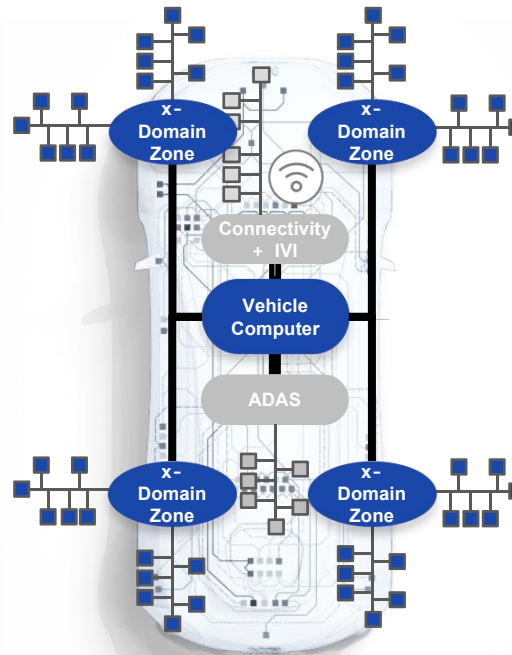 x-
Domain
Zone
x-
Domain
Zone
Connectivity
+ IVI
Vehicle
Computer
ADAS
x-
Domain
Zone
x-
Domain
Zone